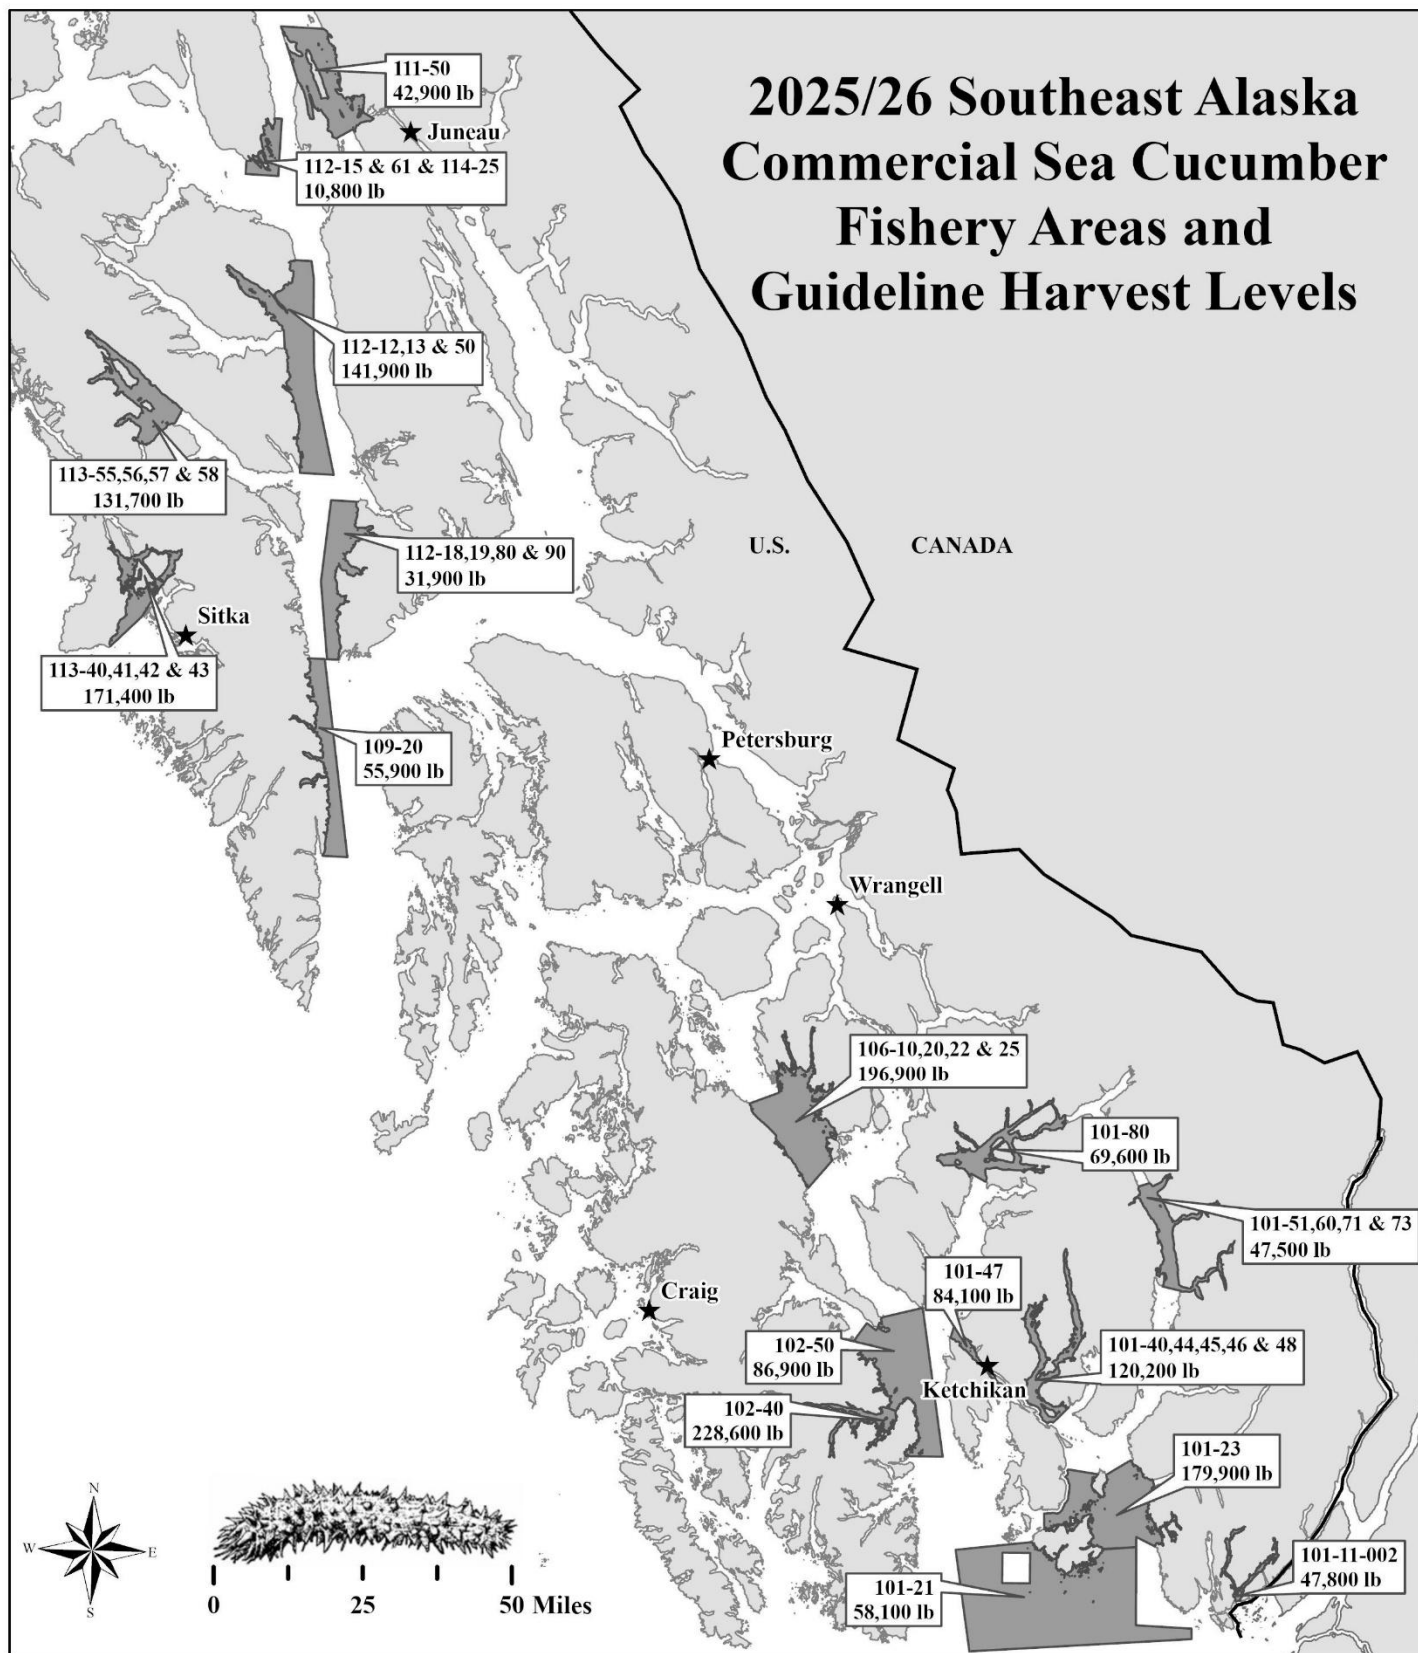 2025/26 Southeast Alaska
Commercial Sea Cucumber
Fishery Areas and
Guideline Harvest Levels
111-50
42,900 lb
Juneau
112-15 & 61 & 114-25
10,800 lb
112-12,13 & 50
141,900 lb
113-55,56,57 & 58
131,700 lb
112-18,19,80 & 90
31,900 lb
U.S.
CANADA
Sitka
113-40,41,42 & 43
171,400 lb
109-20
55,900 lb
Petersburg
Wrangell
106-10,20,22 & 25
196,900 lb
101-80
69,600 lb
101-51,60,71 & 73
47,500 lb
101-47
84,100 lb
Craig
102-50
86,900 lb
101-40,44,45,46 & 48
120,200 lb
Ketchikan
102-40
228,600 lb
101-23
179,900 lb
101-11-002
47,800 lb
101-21
58,100 lb
N
W
E
S
0
25
50 Miles